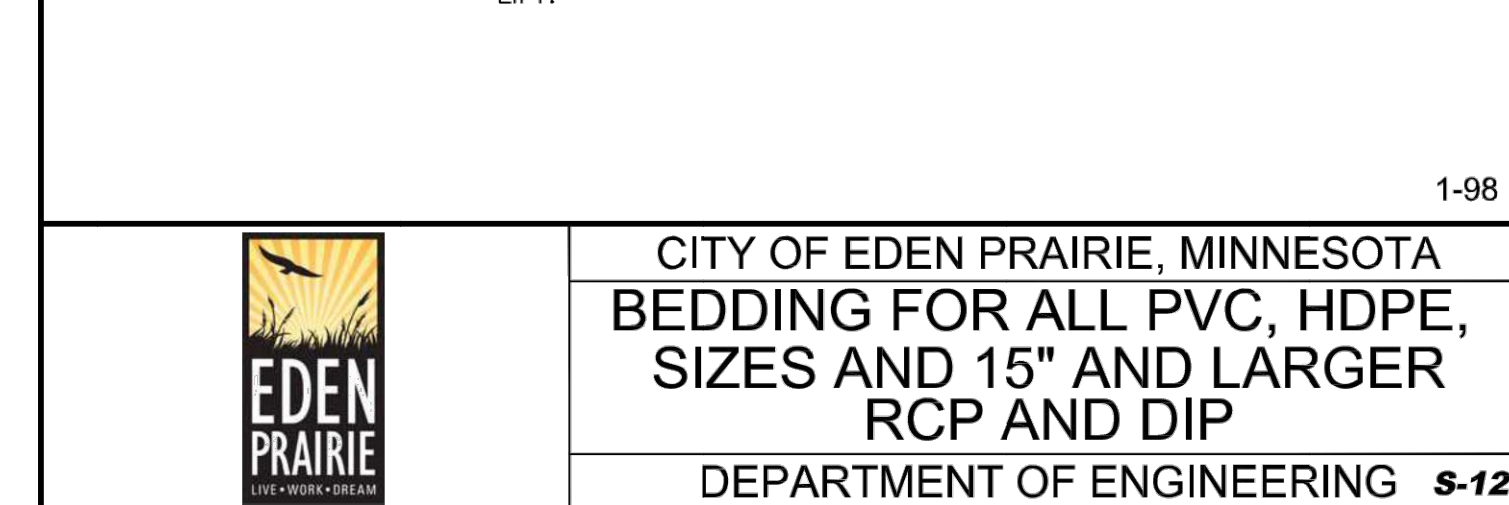 1-98
CITY OF EDEN PRAIRIE, MINNESOTA
BEDDING FOR ALL PVC, HDPE,
SIZES AND 15" AND LARGER
RCP AND DIP
DEPARTMENT OF ENGINEERING S-12
EDEN
PRAIRIE
LIVE•WORK•DREAM